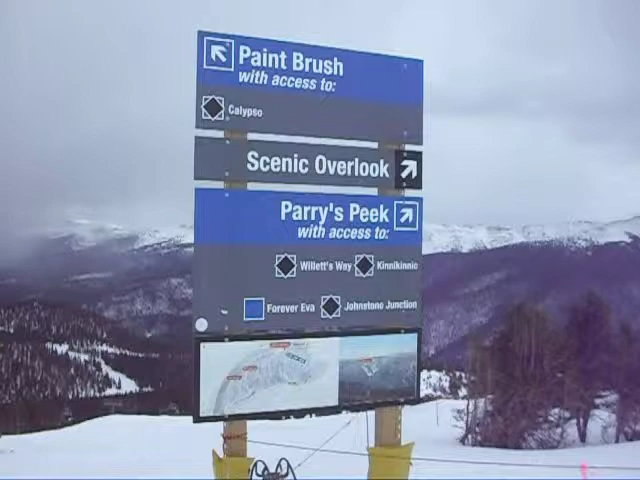 Paint Brush
with access to:
Calypso
Scenic Overlook
Parry's Peek
with access to:
Willett's Way Kinnikinnic
Forever Eva Johnstone Junction